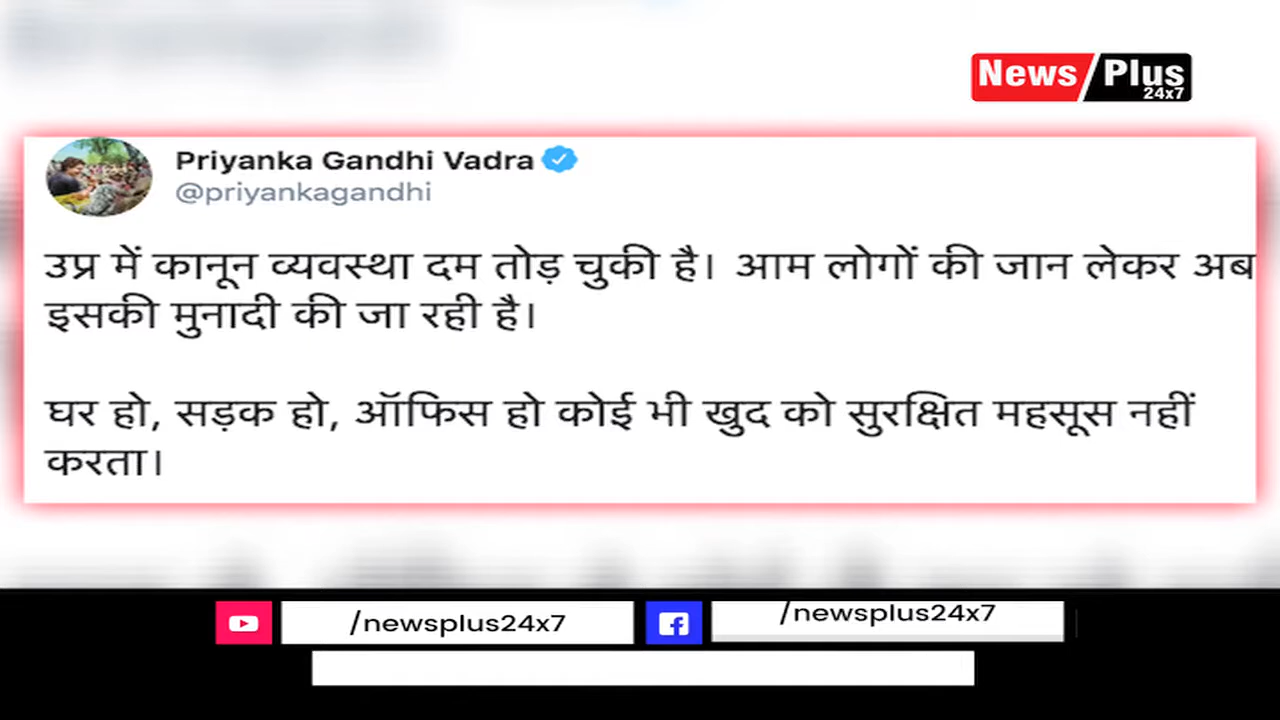 News Plus
24x7
Priyanka Gandhi Vadra
@priyankagandhi
उप्र में कानून व्यवस्था दम तोड़ चुकी है। आम लोगों की जान लेकर अब
इसकी मुनादी की जा रही है।
घर हो, सड़क हो, ऑफिस हो कोई भी खुद को सुरक्षित महसूस नहीं
करता।
/newsplus24x7 /newsplus24x7